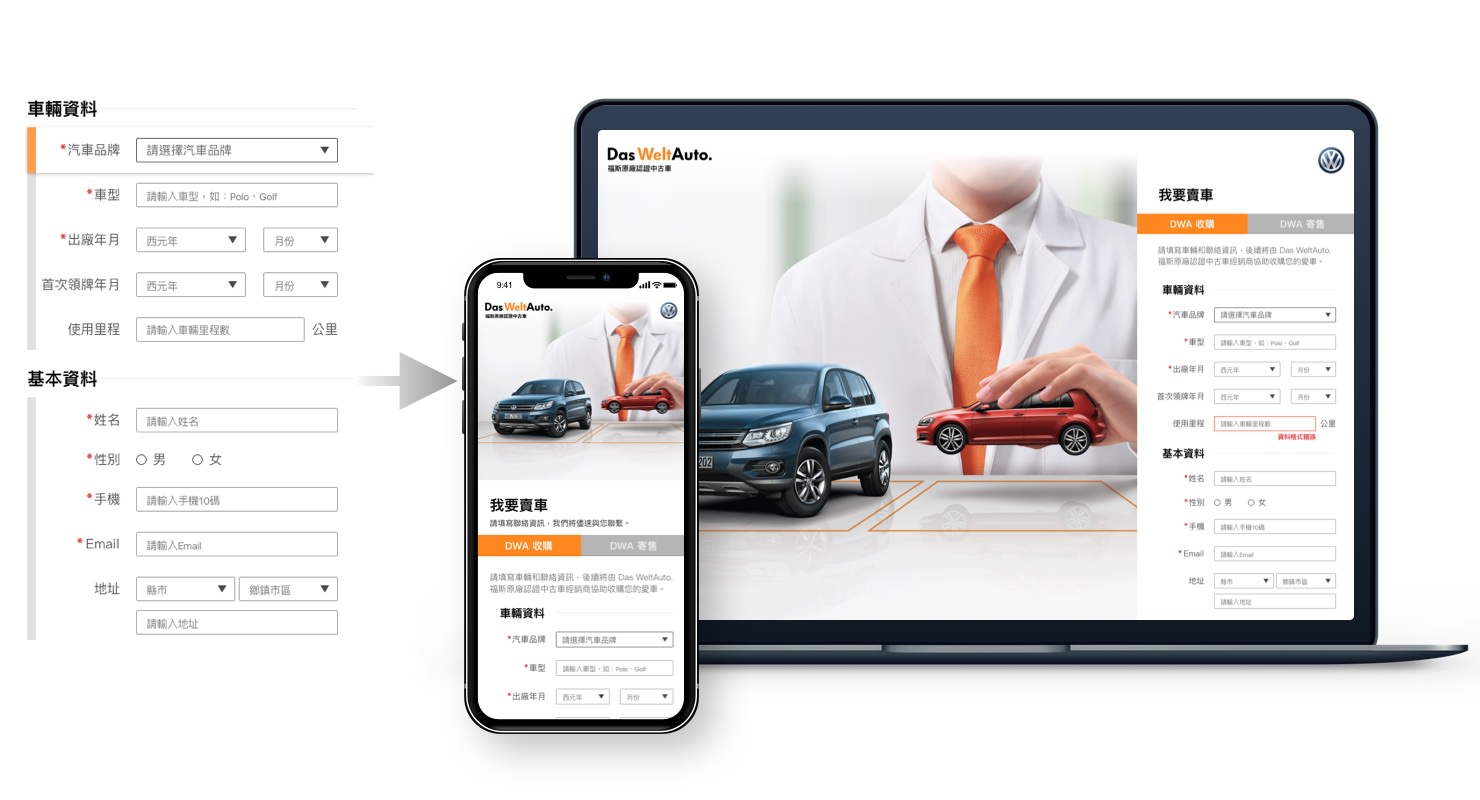 車輛資料
*汽車品牌 請選擇汽車品牌
*車型 請輸入車型,如:Polo、Golf
*出廠年月 西元年 月份
首次領牌年月 西元年 月份
使用里程 請輸入車輛里程數 公里
基本資料
*姓名 請輸入姓名
*性別 男 女
*手機 請輸入手機10碼
*Email 請輸入Email
地址 縣市 鄉鎮市區
請輸入地址
9:41
Das WeltAuto.
福斯原廠認證中古車
我要賣車
請填寫聯絡資訊,我們將儘速與您聯繫。
DWA 收購 DWA 寄售
請填寫車輛和聯絡資訊、後續將由 Das WeltAuto.
福斯原廠認證中古車經銷商協助收購您的愛車。
車輛資料
*汽車品牌 請選擇汽車品牌
*車型 請輸入車型,如:Polo、Golf
*出廠年月 西元年 月份
Das WeltAuto.
福斯原廠認證中古車
202
我要賣車
DWA 收購 DWA 寄售
請填寫車輛和聯絡資訊、後續將由 Das WeltAuto.
福斯原廠認證中古車經銷商協助收購您的愛車。
車輛資料
*汽車品牌 請選擇汽車品牌
*車型 請輸入車型,如:Polo、Golf
*出廠年月 西元年 月份
首次領牌年月 西元年 月份
使用里程 請輸入車輛里程數 公里
資料格式錯誤
基本資料
*姓名 請輸入姓名
*性別 男 女
*手機 請輸入手機10碼
*Email 請輸入Email
地址 縣市 鄉鎮市區
請輸入地址